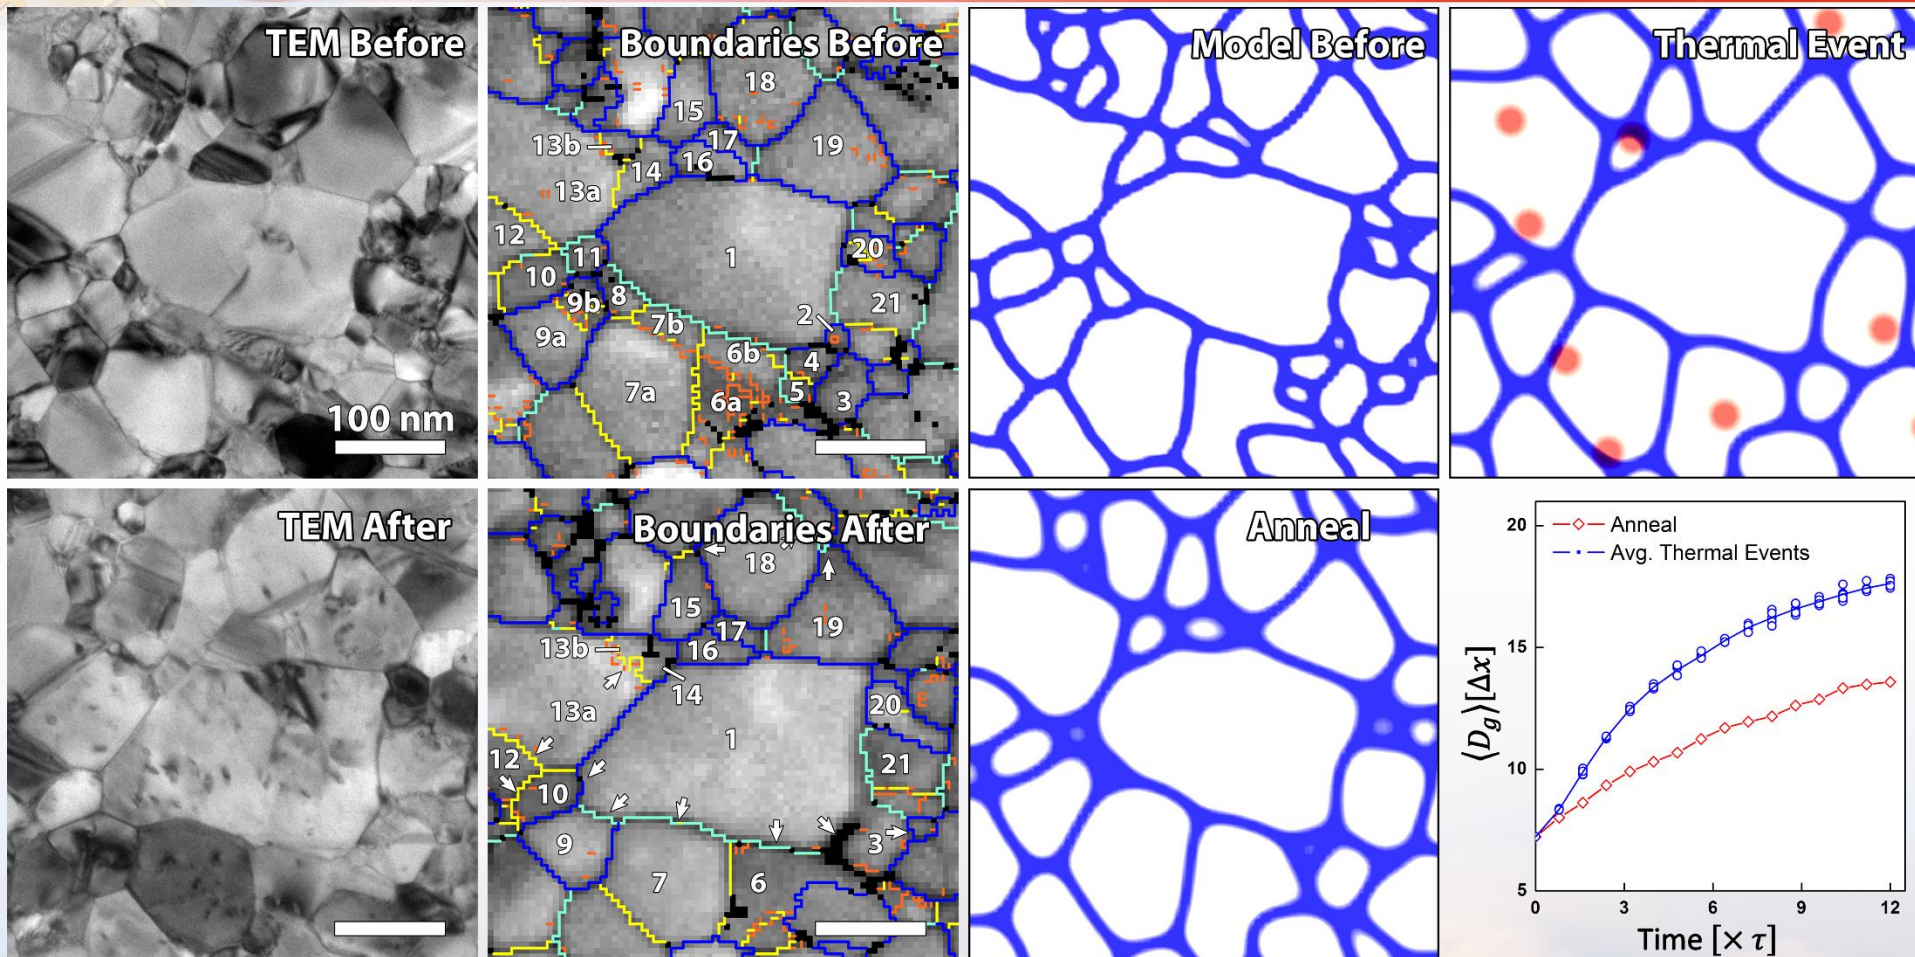 TEM Before
100 nm
Boundaries Before
18
15
13b
17
19
16
14
13a
12
11
1
20
10
9b
8
21
7b
2
9a
6b
4
7a
6a
5
3
Model Before
Thermal Event
TEM After
Boundaries After
18
15
17
19
13b
16
14
13a
20
12
1
21
10
9
3
7
6
Anneal
20
15
10
5
0
3
6
9
12
Anneal
Avg. Thermal Events
⟨D_g⟩[Δx]
Time [× τ]